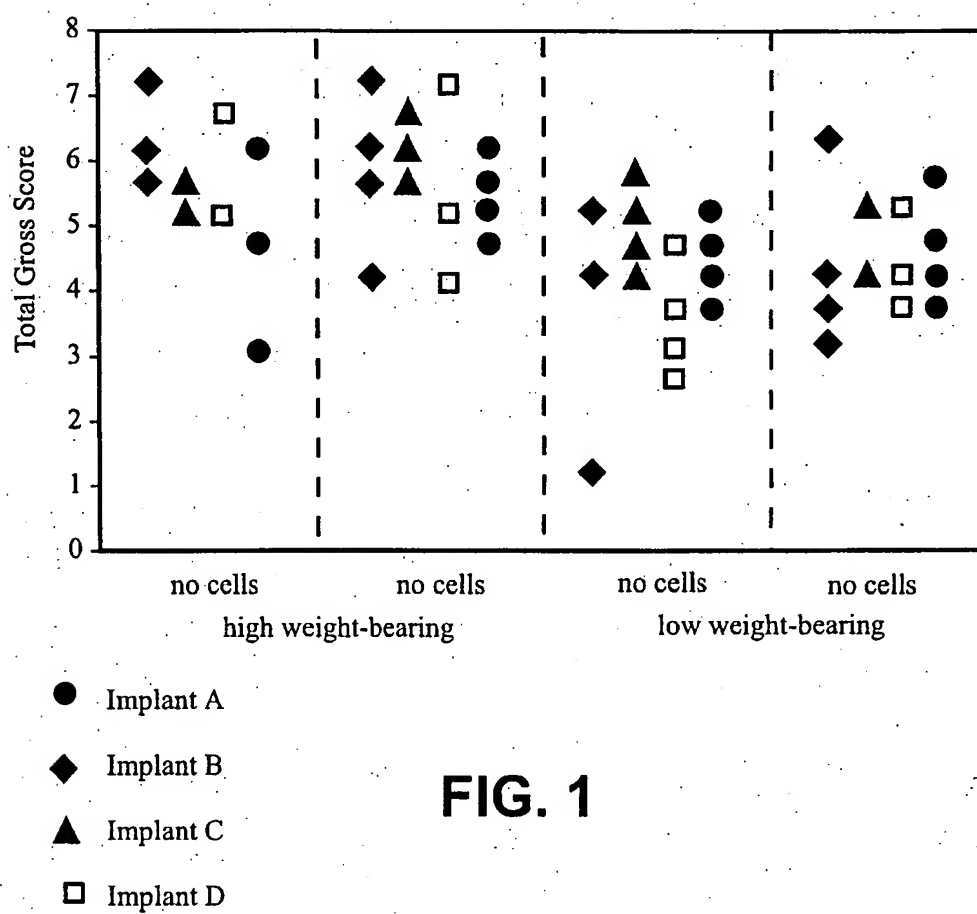 8
7
6
5
4
3
2
1
0
Total Gross Score
no cells no cells no cells no cells
high weight-bearing low weight-bearing
Implant A
Implant B
Implant C
Implant D
FIG. 1